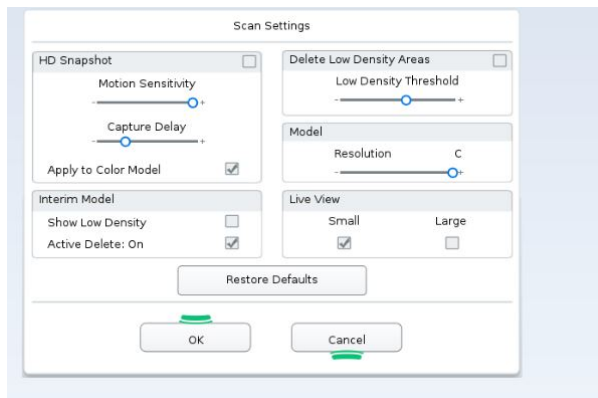 Scan Settings
HD Snapshot
Motion Sensitivity
- +
Capture Delay
- +
Apply to Color Model
Delete Low Density Areas
Low Density Threshold
- +
Model
Resolution C
- +
Interim Model
Show Low Density
Active Delete: On
Live View
Small Large
Restore Defaults
OK Cancel